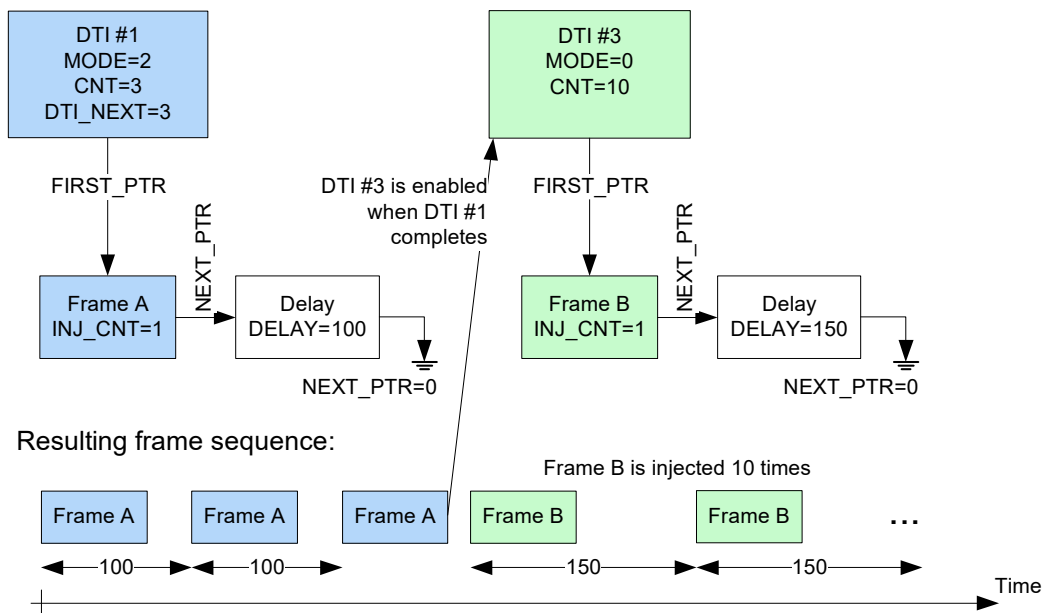 DTI #1
MODE=2
CNT=3
DTI_NEXT=3
DTI #3
MODE=0
CNT=10
FIRST_PTR
DTI #3 is enabled
when DTI #1
completes
FIRST_PTR
NEXT_PTR
NEXT_PTR
Frame A
INJ_CNT=1
Delay
DELAY=100
Frame B
INJ_CNT=1
Delay
DELAY=150
NEXT_PTR=0
NEXT_PTR=0
Resulting frame sequence:
Frame B is injected 10 times
Frame A
Frame A
Frame A
Frame B
Frame B
...
100
100
150
150
Time